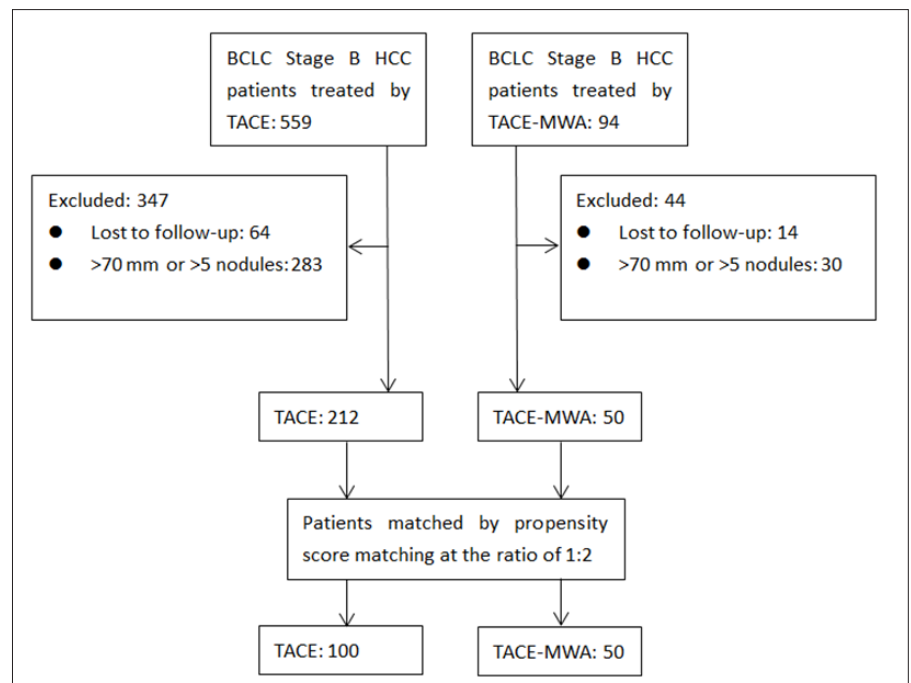 BCLC Stage B HCC
patients treated by
TACE: 559
BCLC Stage B HCC
patients treated by
TACE-MWA: 94
Excluded: 347
● Lost to follow-up: 64
● >70 mm or >5 nodules: 283
Excluded: 44
● Lost to follow-up: 14
● >70 mm or >5 nodules: 30
TACE: 212
TACE-MWA: 50
Patients matched by propensity
score matching at the ratio of 1:2
TACE: 100
TACE-MWA: 50